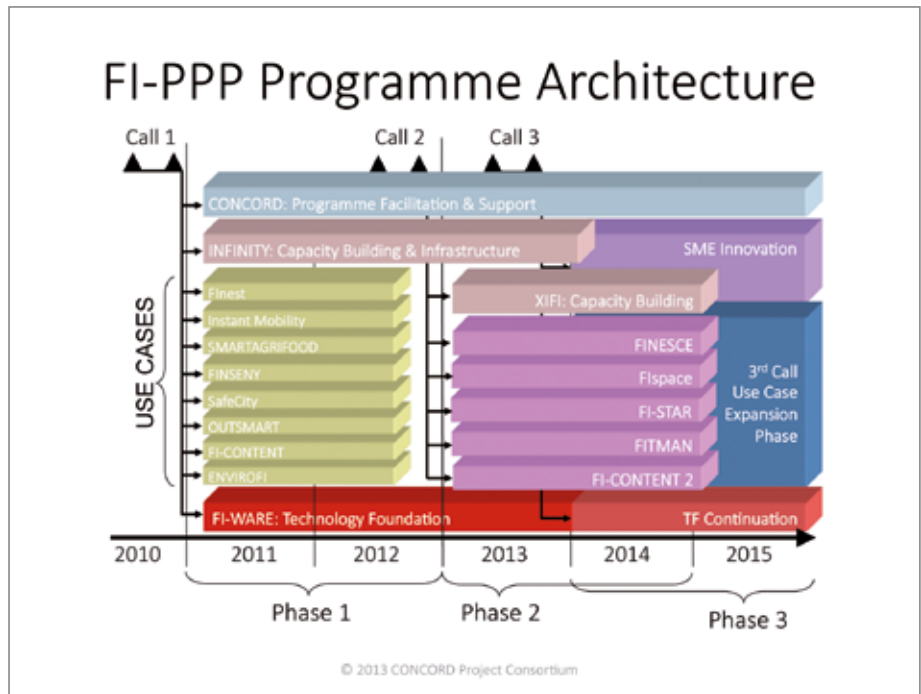 FI-PPP Programme Architecture
Call 1
Call 2
Call 3
CONCORD: Programme Facilitation & Support
INFINITY: Capacity Building & Infrastructure
SME Innovation
USE CASES
FInest
Instant Mobility
SMARTAGRIFOOD
FINSENY
SafeCity
OUTSMART
FI-CONTENT
ENVIROFI
XIFI: Capacity Building
FINESCE
FIspace
FI-STAR
FITMAN
FI-CONTENT 2
3rd Call
Use Case
Expansion
Phase
FI-WARE: Technology Foundation
TF Continuation
2010
2011
2012
2013
2014
2015
Phase 1
Phase 2
Phase 3
© 2013 CONCORD Project Consortium